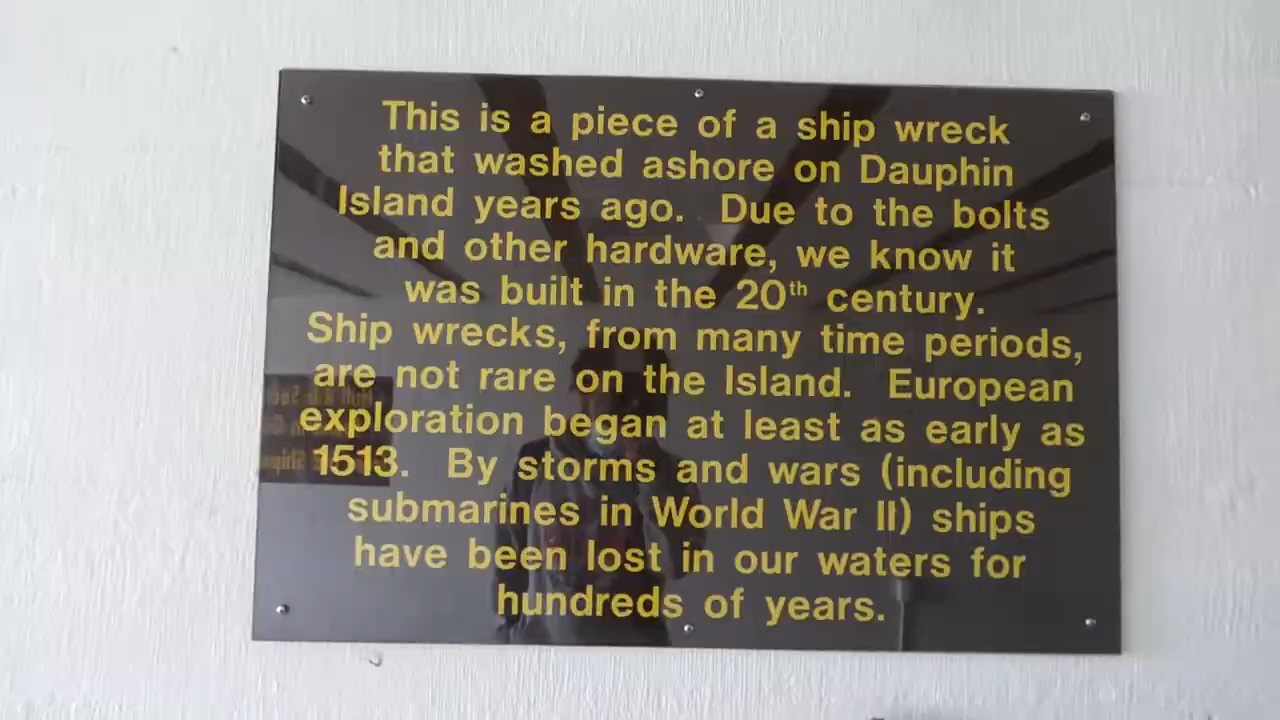 This is a piece of a ship wreck
that washed ashore on Dauphin
Island years ago. Due to the bolts
and other hardware, we know it
was built in the 20th century.
Ship wrecks, from many time periods,
are not rare on the Island. European
exploration began at least as early as
1513. By storms and wars (including
submarines in World War II) ships
have been lost in our waters for
hundreds of years.